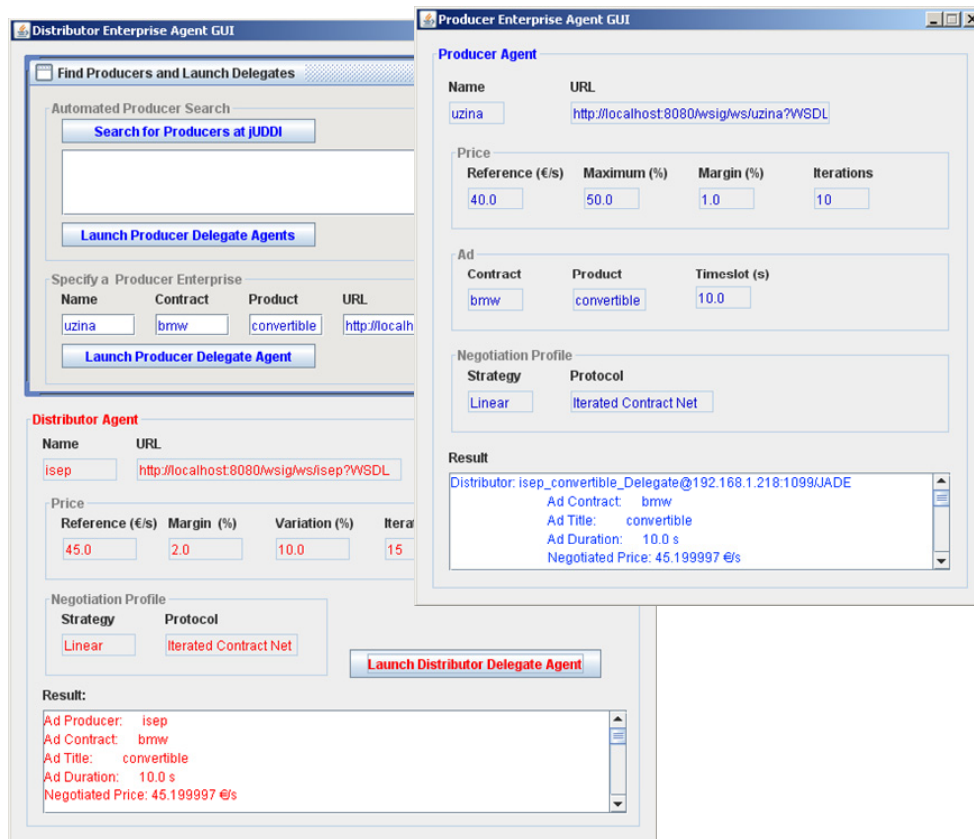 Distributor Enterprise Agent GUI
Find Producers and Launch Delegates
Automated Producer Search
Search for Producers at jUDDI
Launch Producer Delegate Agents
Specify a Producer Enterprise
Name Contract Product URL
uzina bmw convertible http://localh
Launch Producer Delegate Agent
Distributor Agent
Name URL
isep http://localhost:8080/wsig/ws/isep?WSDL
Price
Reference (€/s) Margin (%) Variation (%)
45.0 2.0 10.0 15
Negotiation Profile
Strategy Protocol
Linear Iterated Contract Net
Launch Distributor Delegate Agent
Result:
Ad Producer: isep
Ad Contract: bmw
Ad Title: convertible
Ad Duration: 10.0 s
Negotiated Price: 45.199997 €/s
Producer Enterprise Agent GUI
Producer Agent
Name URL
uzina http://localhost:8080/wsig/ws/uzina?WSDL
Price
Reference (€/s) Maximum (%) Margin (%) Iterations
40.0 50.0 1.0 10
Ad
Contract Product Timeslot (s)
bmw convertible 10.0
Negotiation Profile
Strategy Protocol
Linear Iterated Contract Net
Result
Distributor: isep_convertible_Delegate@192.168.1.218:1099/JADE
Ad Contract: bmw
Ad Title: convertible
Ad Duration: 10.0 s
Negotiated Price: 45.199997 €/s